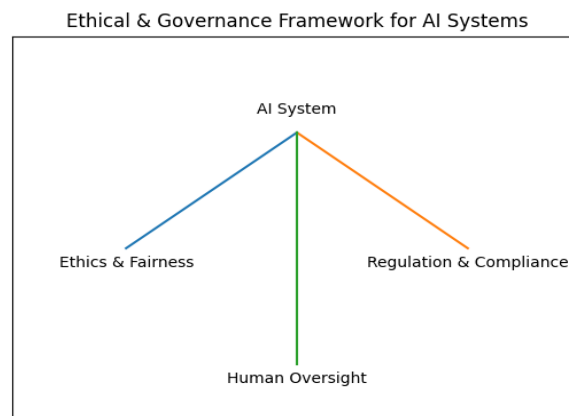 Ethical & Governance Framework for AI Systems
AI System
Ethics & Fairness
Regulation & Compliance
Human Oversight